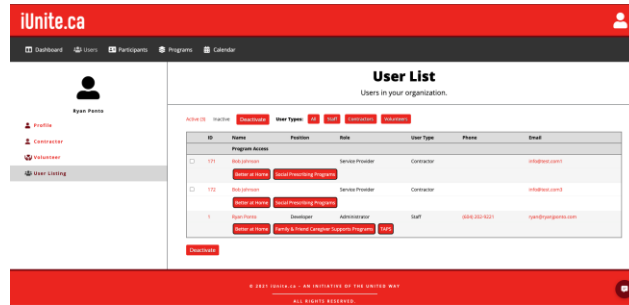 iUnite.ca
Dashboard Users Participants Programs Calendar
User List
Users in your organization.
Ryan Ponto
Profile
Contractor
Volunteer
User Listing
Active (3) Inactive Deactivate User Types: All Staff Contractors Volunteers
ID Name Position Role User Type Phone Email
Program Access
171 Bob Johnson Service Provider Contractor info@test.com1
Better at Home Social Prescribing Programs
172 Bob Johnson Service Provider Contractor info@test.com3
Better at Home Social Prescribing Programs
1 Ryan Ponto Developer Administrator Staff
Better at Home Family & Friend Caregiver Supports Programs TAPS
Deactivate
© 2021 iUnite.ca - AN INITIATIVE OF THE UNITED WAY
ALL RIGHTS RESERVED.